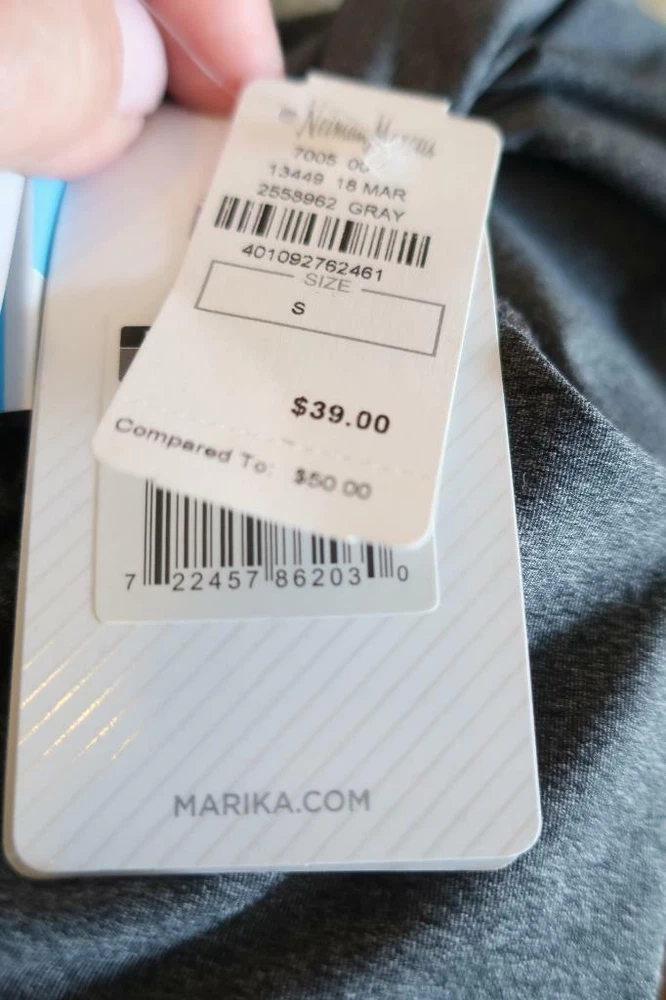 Neiman Marcus
7005
13449 18 MAR
2558962 GRAY
401092762461
SIZE
S
$39.00
Compared To: $50.00
7 22457 86203 0
MARIKA.COM